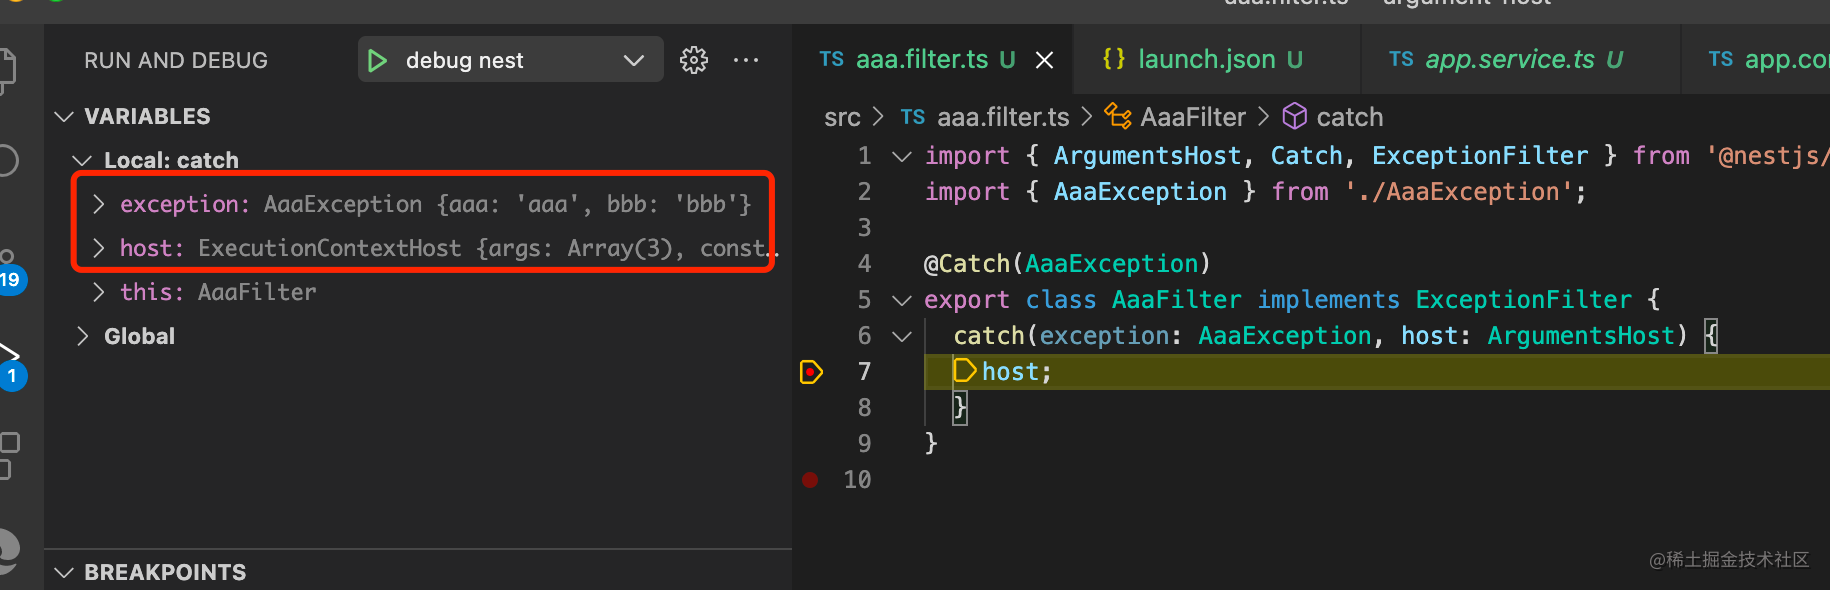 RUN AND DEBUG
debug nest
VARIABLES
Local: catch
exception: AaaException {aaa: 'aaa', bbb: 'bbb'}
host: ExecutionContextHost {args: Array(3), const…
this: AaaFilter
Global
BREAKPOINTS
19
1
TS aaa.filter.ts U
{} launch.json U
TS app.service.ts U
TS app.co
src > TS aaa.filter.ts > AaaFilter > catch
1 import { ArgumentsHost, Catch, ExceptionFilter } from '@nestjs/
2 import { AaaException } from './AaaException';
3
4 @Catch(AaaException)
5 export class AaaFilter implements ExceptionFilter {
6 catch(exception: AaaException, host: ArgumentsHost) {
7 host;
8 }
9 }
10
@稀土掘金技术社区